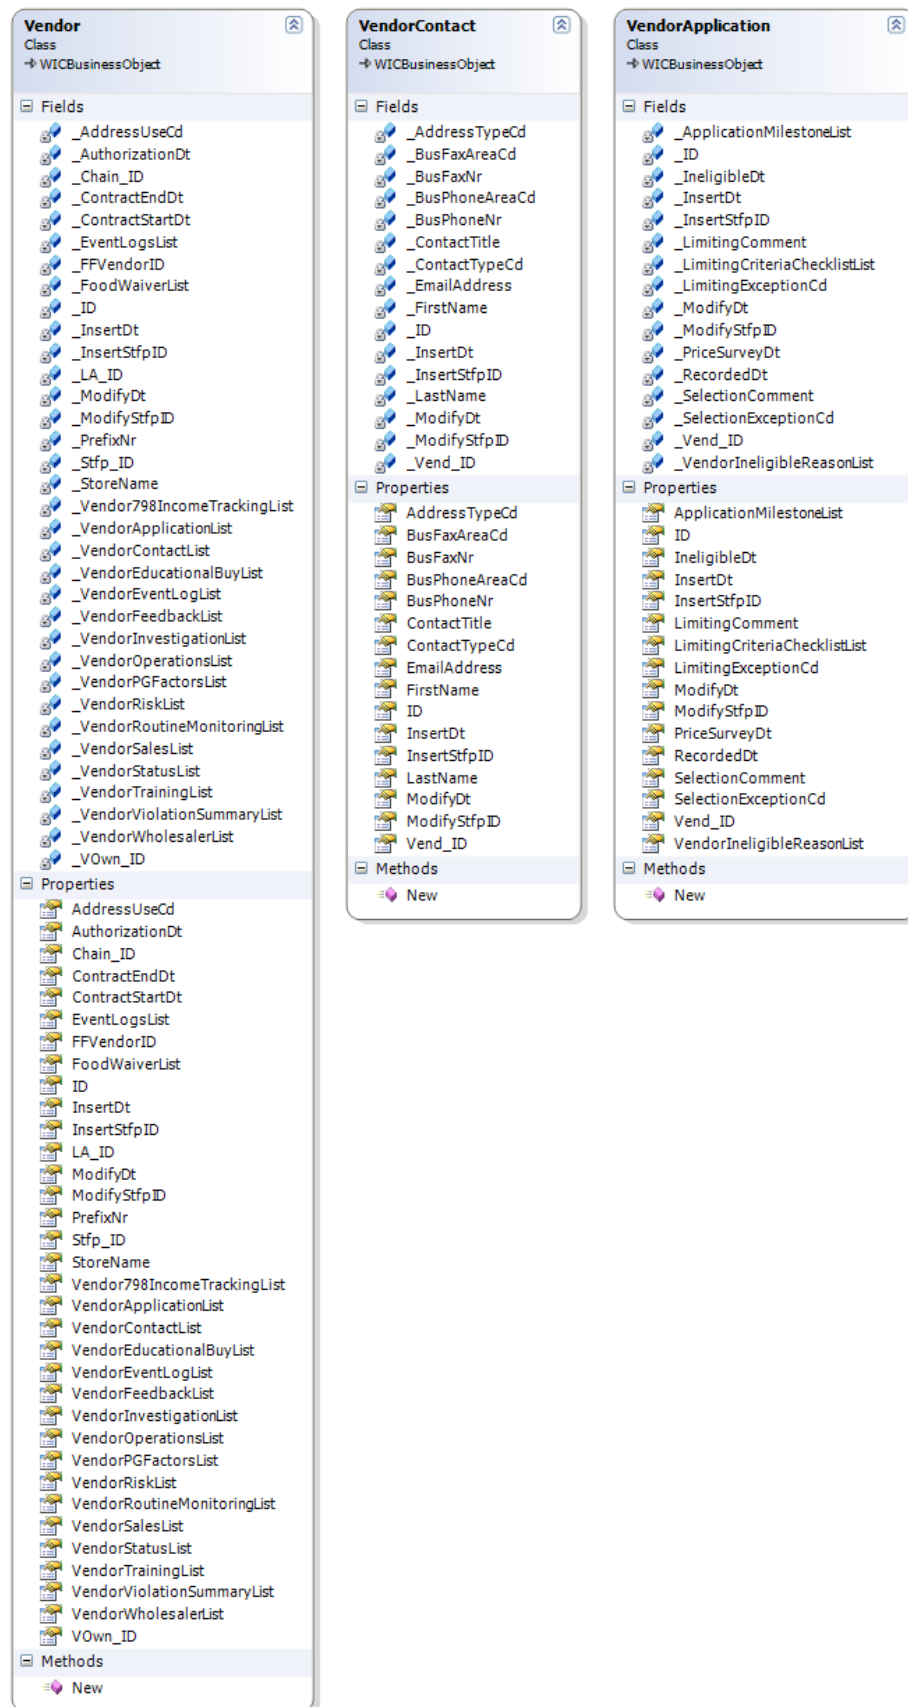 Vendor
Class
WICBusinessObject
Fields
_AddressUseCd
_AuthorizationDt
_Chain_ID
_ContractEndDt
_ContractStartDt
_EventLogsList
_FFVendorID
_FoodWaiverList
_ID
_InsertDt
_InsertStfpID
_LA_ID
_ModifyDt
_ModifyStfpID
_PrefixNr
_Stfp_ID
_StoreName
_Vendor798IncomeTrackingList
_VendorApplicationList
_VendorContactList
_VendorEducationalBuyList
_VendorEventLogList
_VendorFeedbackList
_VendorInvestigationList
_VendorOperationsList
_VendorPGFactorsList
_VendorRiskList
_VendorRoutineMonitoringList
_VendorSalesList
_VendorStatusList
_VendorTrainingList
_VendorViolationSummaryList
_VendorWholesalerList
_VOwn_ID
Properties
AddressUseCd
AuthorizationDt
Chain_ID
ContractEndDt
ContractStartDt
EventLogsList
FFVendorID
FoodWaiverList
ID
InsertDt
InsertStfpID
LA_ID
ModifyDt
ModifyStfpID
PrefixNr
Stfp_ID
StoreName
Vendor798IncomeTrackingList
VendorApplicationList
VendorContactList
VendorEducationalBuyList
VendorEventLogList
VendorFeedbackList
VendorInvestigationList
VendorOperationsList
VendorPGFactorsList
VendorRiskList
VendorRoutineMonitoringList
VendorSalesList
VendorStatusList
VendorTrainingList
VendorViolationSummaryList
VendorWholesalerList
VOwn_ID
Methods
New
VendorContact
Class
WICBusinessObject
Fields
_AddressTypeCd
_BusFaxAreaCd
_BusFaxNr
_BusPhoneAreaCd
_BusPhoneNr
_ContactTitle
_ContactTypeCd
_EmailAddress
_FirstName
_ID
_InsertDt
_InsertStfpID
_LastName
_ModifyDt
_ModifyStfpID
_Vend_ID
Properties
AddressTypeCd
BusFaxAreaCd
BusFaxNr
BusPhoneAreaCd
BusPhoneNr
ContactTitle
ContactTypeCd
EmailAddress
FirstName
ID
InsertDt
InsertStfpID
LastName
ModifyDt
ModifyStfpID
Vend_ID
Methods
New
VendorApplication
Class
WICBusinessObject
Fields
_ApplicationMilestoneList
_ID
_IneligibleDt
_InsertDt
_InsertStfpID
_LimitingComment
_LimitingCriteriaChecklistList
_LimitingExceptionCd
_ModifyDt
_ModifyStfpID
_PriceSurveyDt
_RecordedDt
_SelectionComment
_SelectionExceptionCd
_Vend_ID
_VendorIneligibleReasonList
Properties
ApplicationMilestoneList
ID
IneligibleDt
InsertDt
InsertStfpID
LimitingComment
LimitingCriteriaChecklistList
LimitingExceptionCd
ModifyDt
ModifyStfpID
PriceSurveyDt
RecordedDt
SelectionComment
SelectionExceptionCd
Vend_ID
VendorIneligibleReasonList
Methods
New